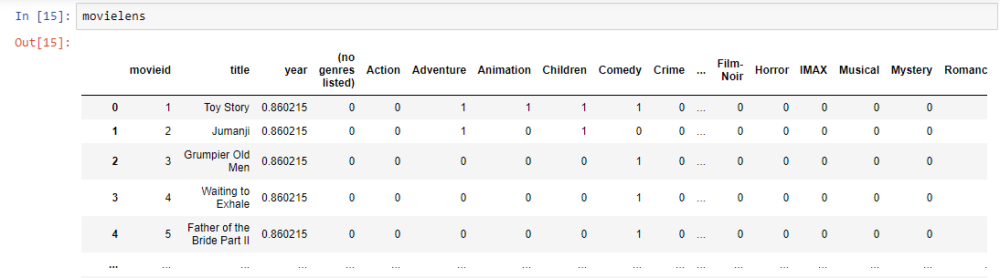 In [15]: movielens
Out[15]:
movieid title year (no genres listed) Action Adventure Animation Children Comedy Crime ... Film-Noir Horror IMAX Musical Mystery Romanc
0 1 Toy Story 0.860215 0 0 1 1 1 1 0 ... 0 0 0 0 0
1 2 Jumanji 0.860215 0 0 1 0 1 0 0 ... 0 0 0 0 0
2 3 Grumpier Old Men 0.860215 0 0 0 0 0 1 0 ... 0 0 0 0 0
3 4 Waiting to Exhale 0.860215 0 0 0 0 0 1 0 ... 0 0 0 0 0
4 5 Father of the Bride Part II 0.860215 0 0 0 0 0 1 0 ... 0 0 0 0 0
... ... ... ... ... ... ... ... ... ... ... ... ... ... ... ... ...